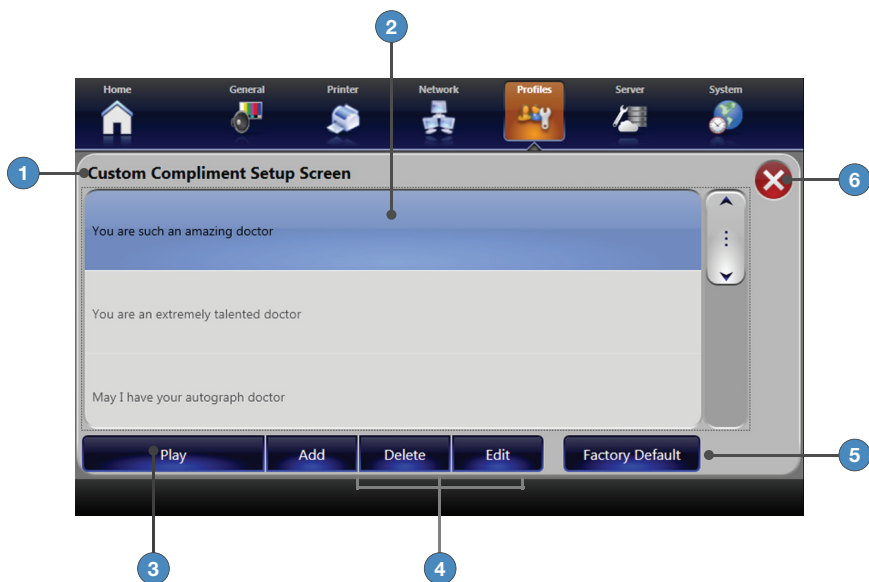 2
Home General Printer Network Profiles Server System
1
Custom Compliment Setup Screen
6
You are such an amazing doctor
You are an extremely talented doctor
May I have your autograph doctor
Play Add Delete Edit Factory Default
5
3
4